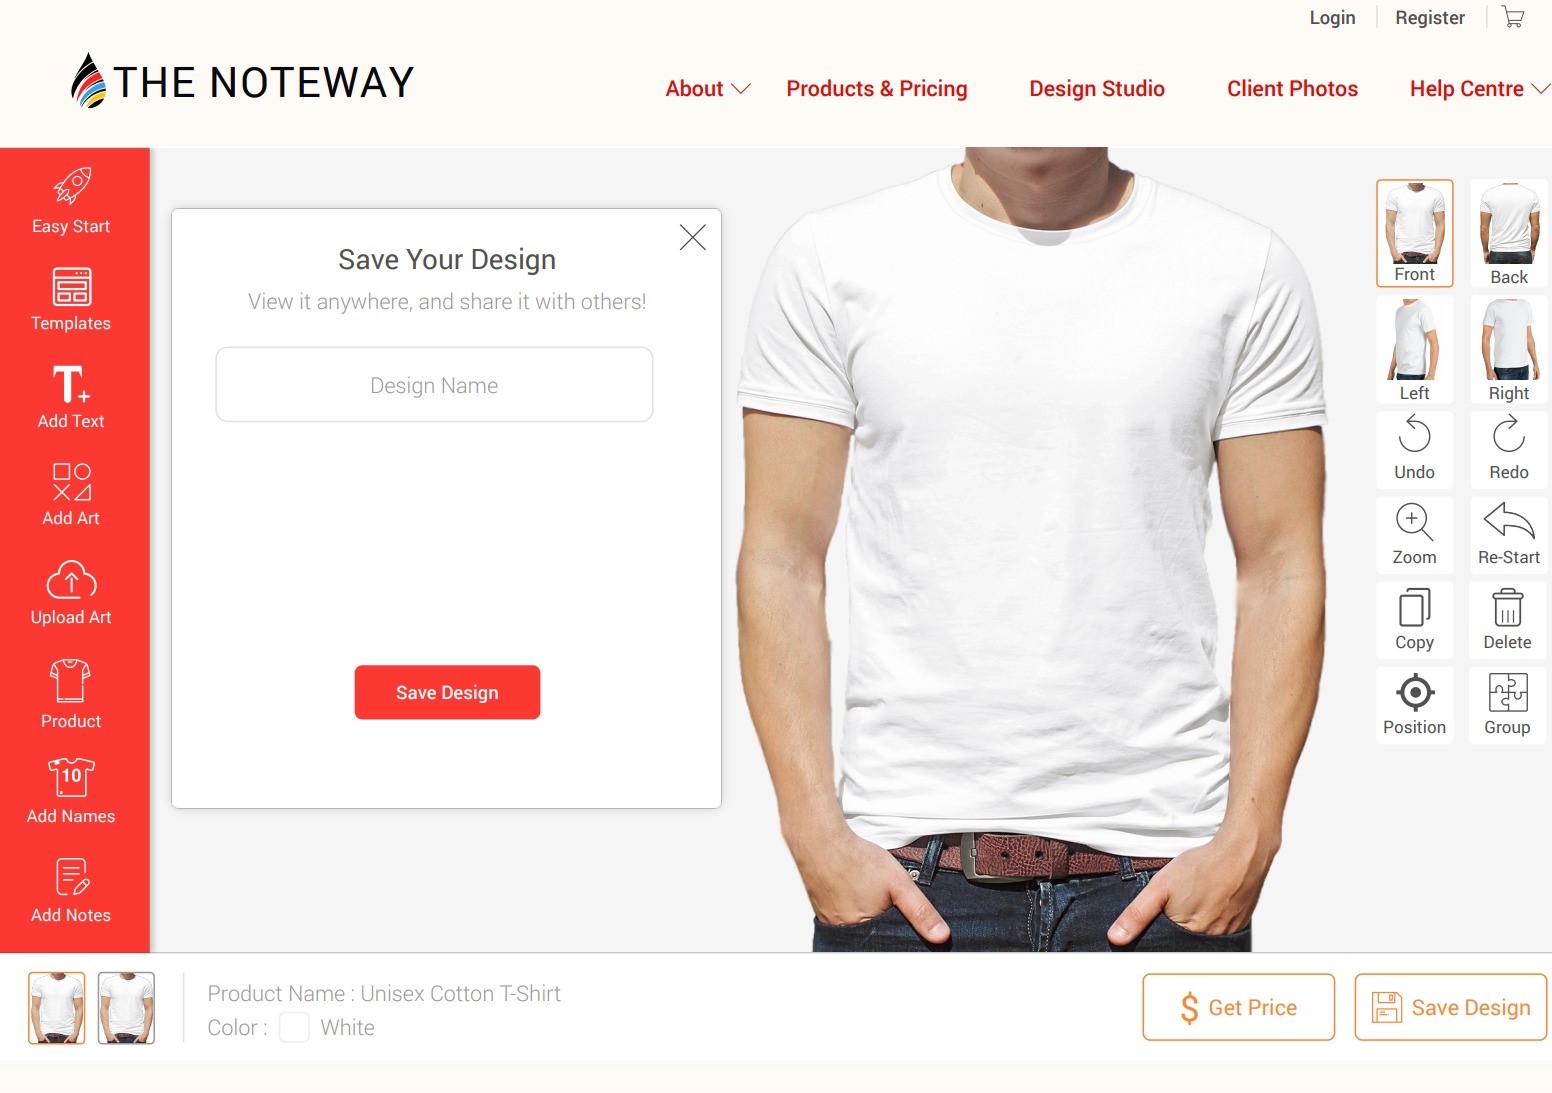 Login
Register
THE NOTEWAY
About
Products & Pricing
Design Studio
Client Photos
Help Centre
Easy Start
Templates
T+
Add Text
Add Art
Upload Art
Product
10
Add Names
Add Notes
Save Your Design
View it anywhere, and share it with others!
Design Name
Save Design
Front
Back
Left
Right
Undo
Redo
Zoom
Re-Start
Copy
Delete
Position
Group
Product Name : Unisex Cotton T-Shirt
Color :
White
$ Get Price
Save Design